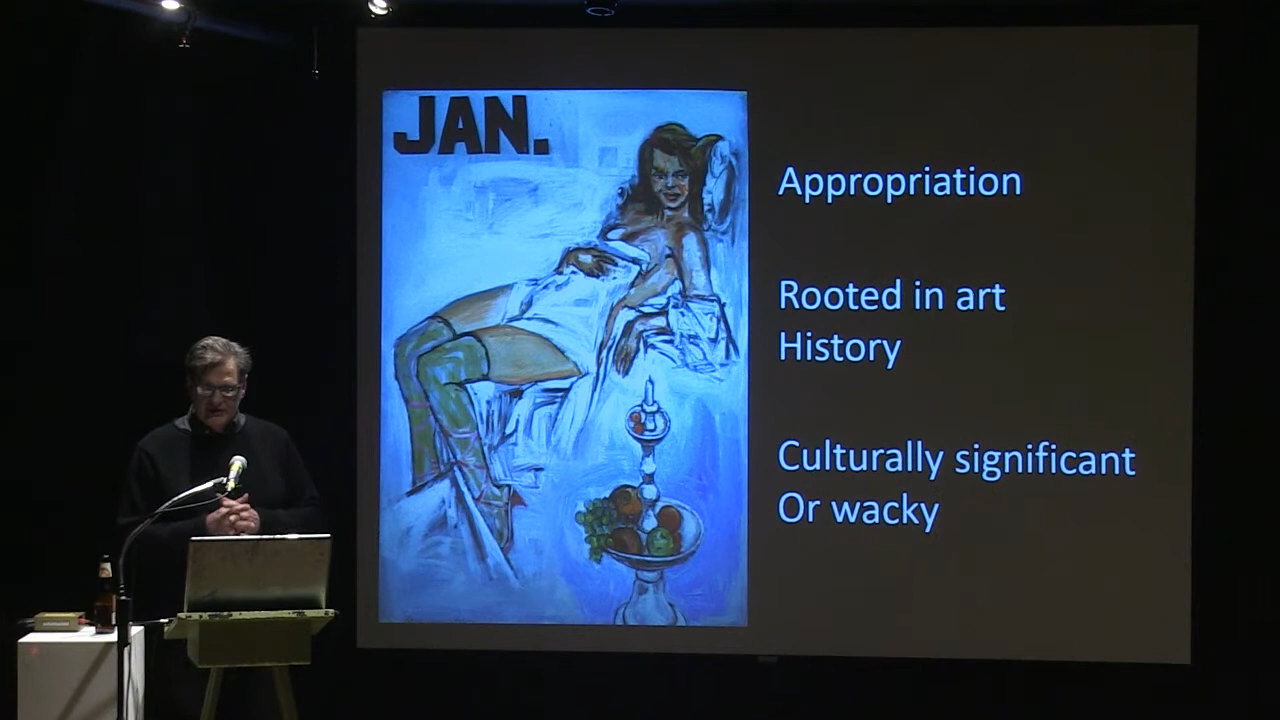 JAN.
Appropriation
Rooted in art
History
Culturally significant
Or wacky